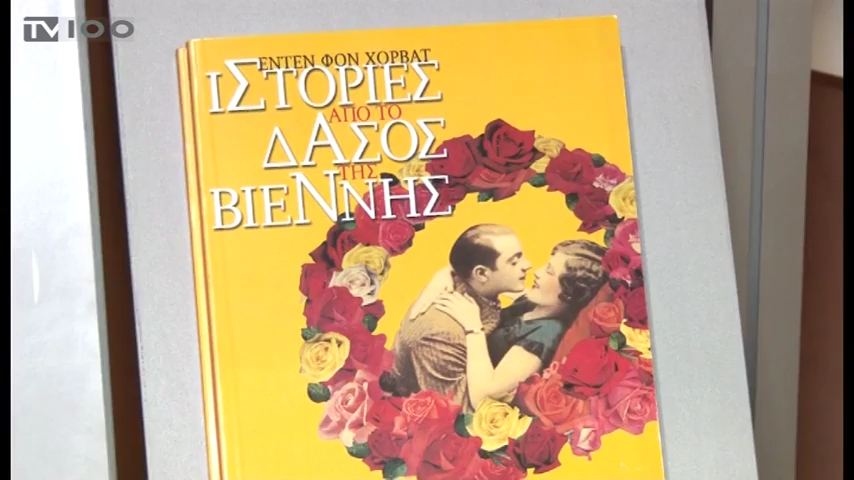 TV100
ΕΝΤΕΝ ΦΟΝ ΧΟΡΒΑΤ
ΙΣΤΟΡΙΕΣ
ΑΠΟ ΤΟ
ΔΑΣΟΣ
ΤΗΣ
ΒΙΕΝΝΗΣ